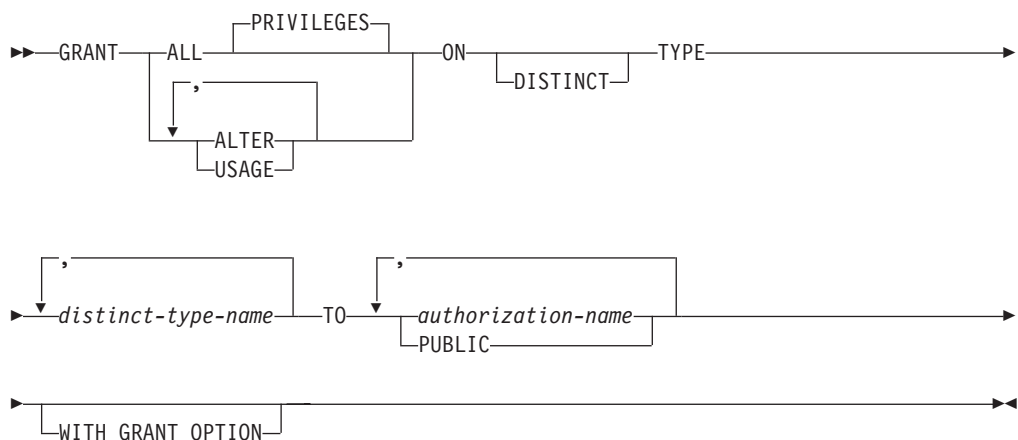 PRIVILEGES
GRANT ALL ON TYPE
DISTINCT
,
ALTER
USAGE
, ,
distinct-type-name TO authorization-name
PUBLIC
WITH GRANT OPTION